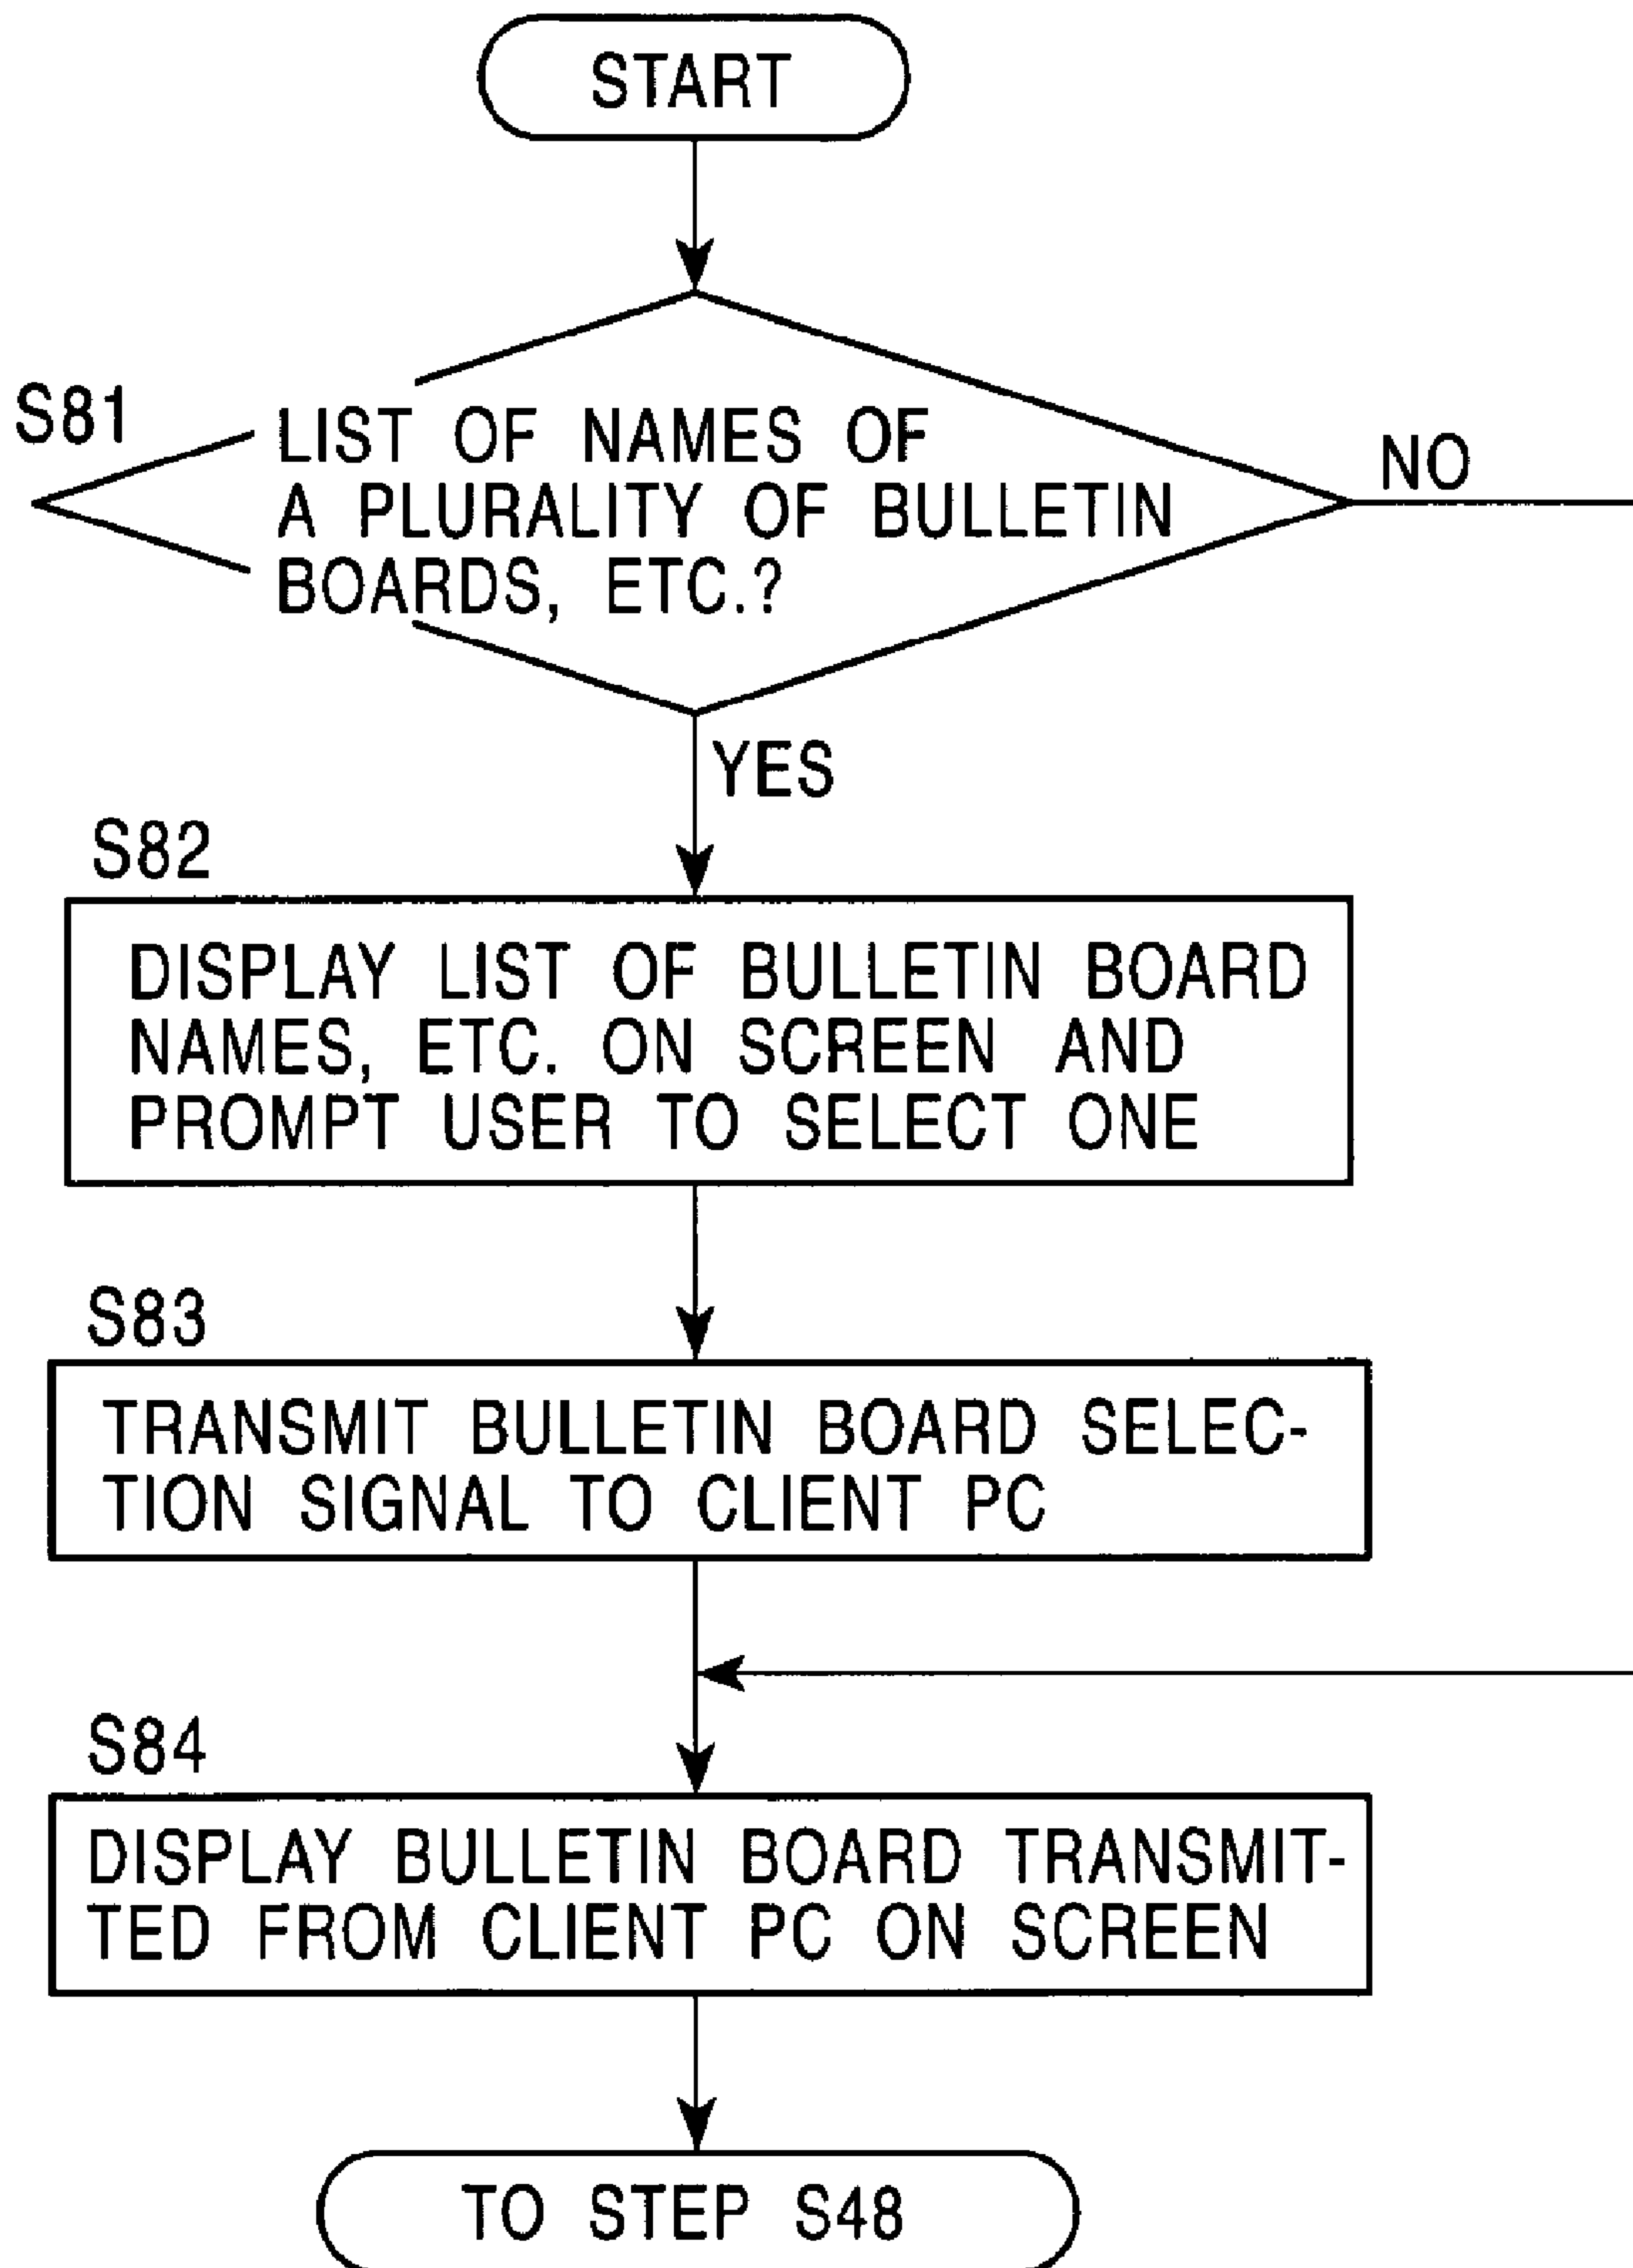 START
S81
LIST OF NAMES OF
A PLURALITY OF BULLETIN
BOARDS, ETC.?
NO
YES
S82
DISPLAY LIST OF BULLETIN BOARD
NAMES, ETC. ON SCREEN AND
PROMPT USER TO SELECT ONE
S83
TRANSMIT BULLETIN BOARD SELEC-
TION SIGNAL TO CLIENT PC
S84
DISPLAY BULLETIN BOARD TRANSMIT-
TED FROM CLIENT PC ON SCREEN
TO STEP S48